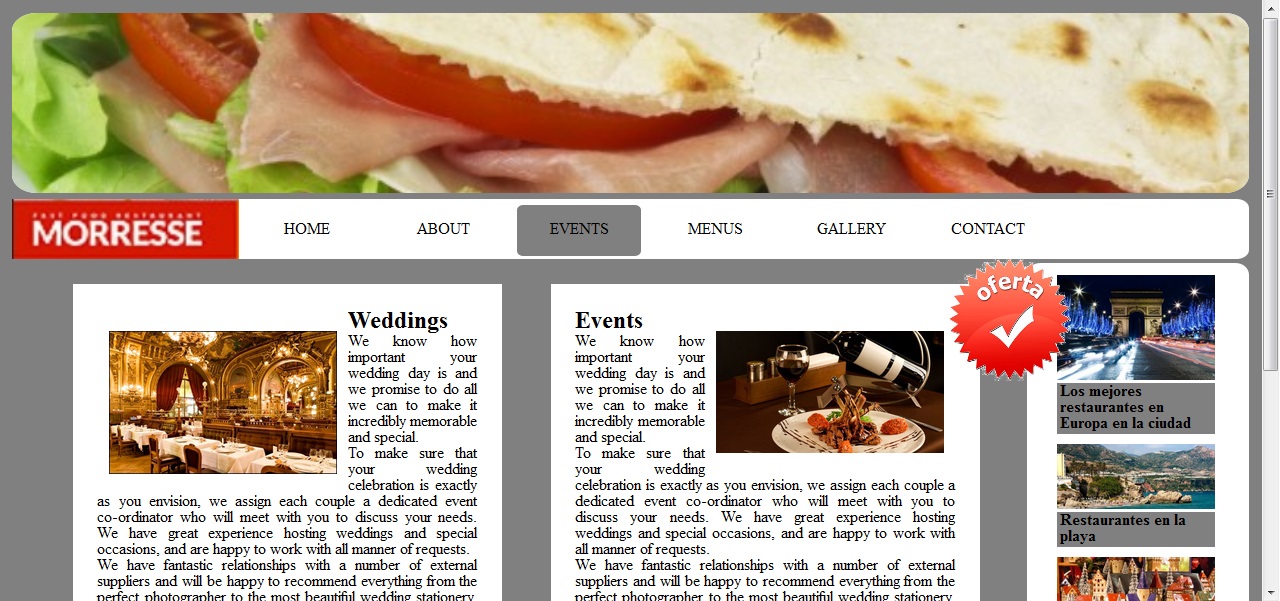 FAST FOOD RESTAURANT
MORRESSE
HOME
ABOUT
EVENTS
MENUS
GALLERY
CONTACT
Weddings
We know how
important your
wedding day is and
we promise to do all
we can to make it
incredibly memorable
and special.
To make sure that
your wedding
celebration is exactly
as you envision, we assign each couple a dedicated event
co-ordinator who will meet with you to discuss your needs.
We have great experience hosting weddings and special
occasions, and are happy to work with all manner of requests.
We have fantastic relationships with a number of external
suppliers and will be happy to recommend everything from the
perfect photographer to the most beautiful wedding stationery,
Events
We know how
important your
wedding day is and
we promise to do all
we can to make it
incredibly memorable
and special.
To make sure that
your wedding
celebration is exactly as you envision, we assign each couple a
dedicated event co-ordinator who will meet with you to
discuss your needs. We have great experience hosting
weddings and special occasions, and are happy to work with
all manner of requests.
We have fantastic relationships with a number of external
suppliers and will be happy to recommend everything from the
perfect photographer to the most beautiful wedding stationery,
oferta
Los mejores
restaurantes en
Europa en la ciudad
Restaurantes en la
playa